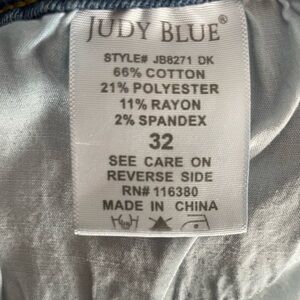 JUDY BLUE®
STYLE# JB8271 DK
66% COTTON
21% POLYESTER
11% RAYON
2% SPANDEX
32
SEE CARE ON
REVERSE SIDE
RN# 116380
MADE IN CHINA